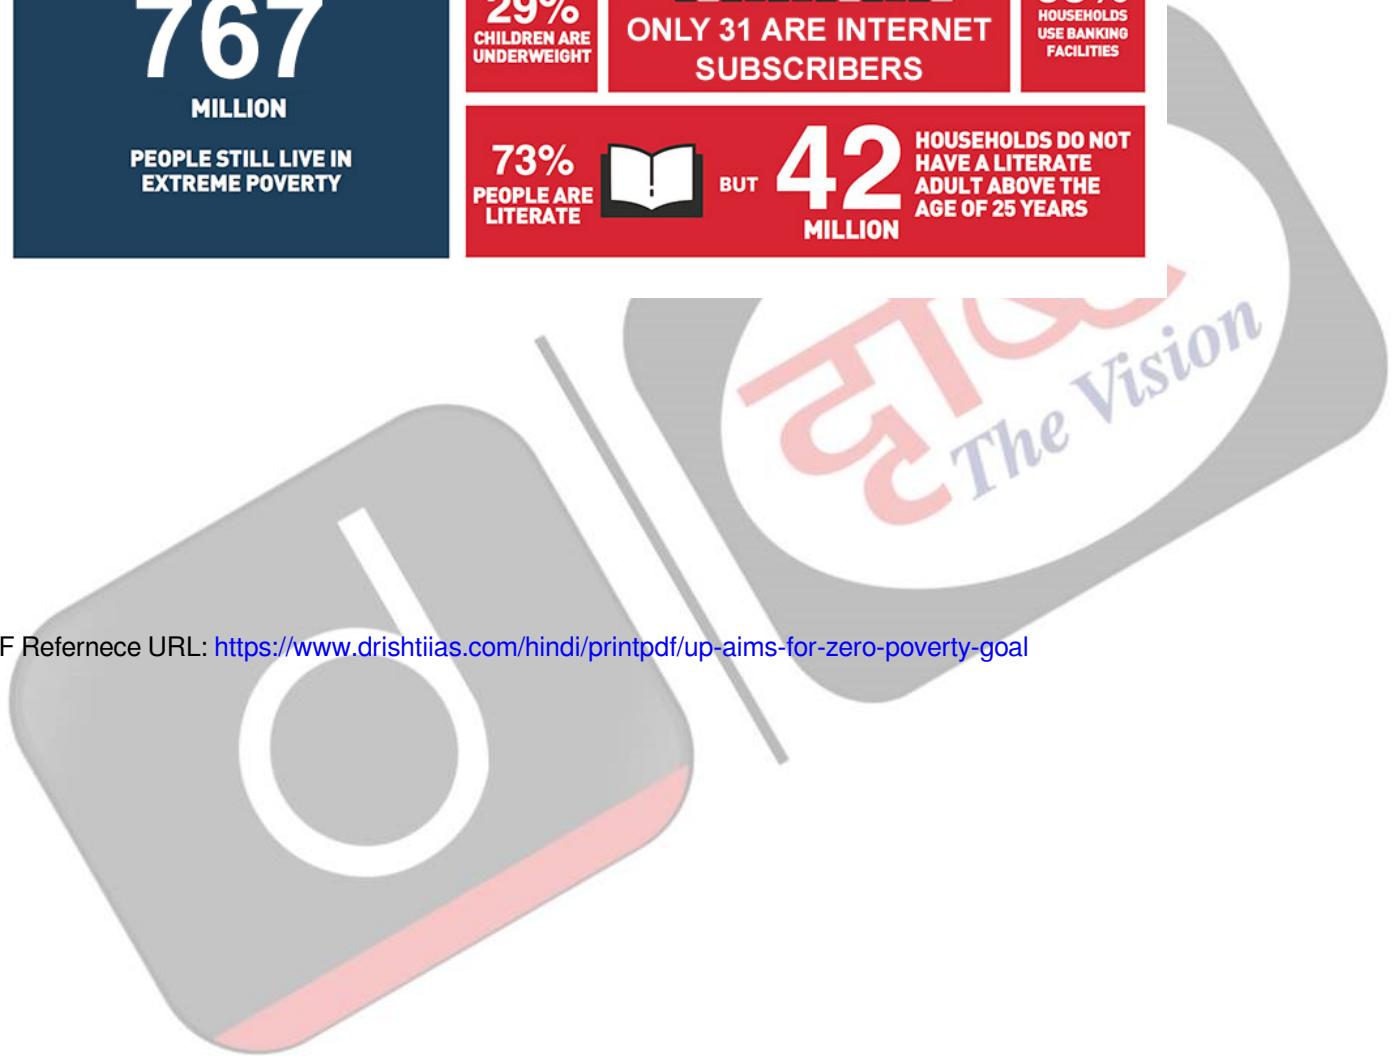 767
MILLION
PEOPLE STILL LIVE IN
EXTREME POVERTY
29%
CHILDREN ARE
UNDERWEIGHT
ONLY 31 ARE INTERNET
SUBSCRIBERS
HOUSEHOLDS
USE BANKING
FACILITIES
73%
PEOPLE ARE
LITERATE
BUT
42
MILLION
HOUSEHOLDS DO NOT
HAVE A LITERATE
ADULT ABOVE THE
AGE OF 25 YEARS
The Vision
d
F Refernece URL: https://www.drishtiias.com/hindi/printpdf/up-aims-for-zero-poverty-goal